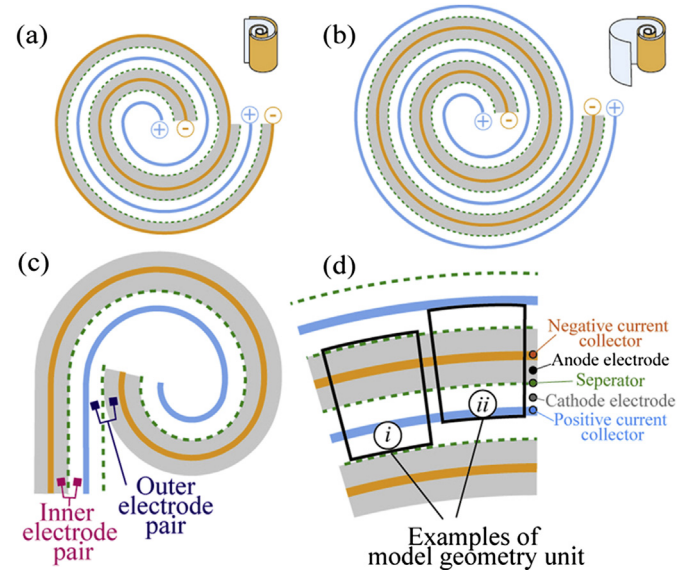 (a)
(b)
+
-
+
-
+
-
-
+
(c)
(d)
Negative current
collector
Anode electrode
Seperator
Cathode electrode
Positive current
collector
i
ii
Inner
electrode
pair
Outer
electrode
pair
Examples of
model geometry unit